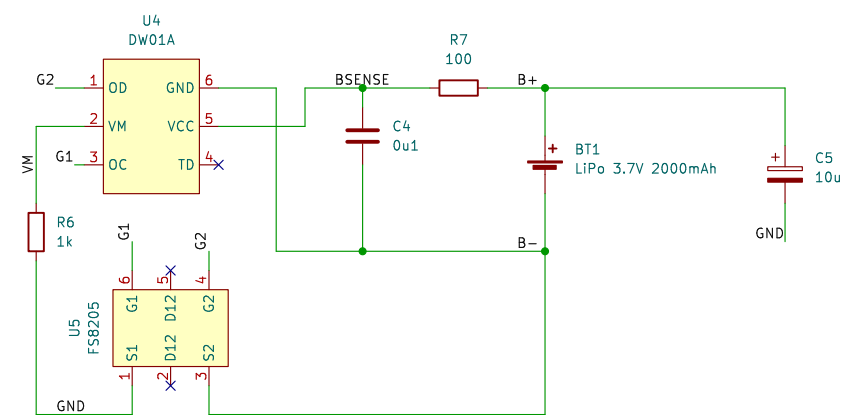 U4
DW01A
G2
1
OD
GND
6
2
VM
VCC
5
G1
3
OC
TD
4
VM
BSENSE
R7
100
B+
C4
0u1
+
BT1
LiPo 3.7V 2000mAh
+
C5
10u
GND
R6
1k
B-
G1
G2
6
5
4
G1
D12
G2
U5
FS8205
S1
D12
S2
1
2
3
GND